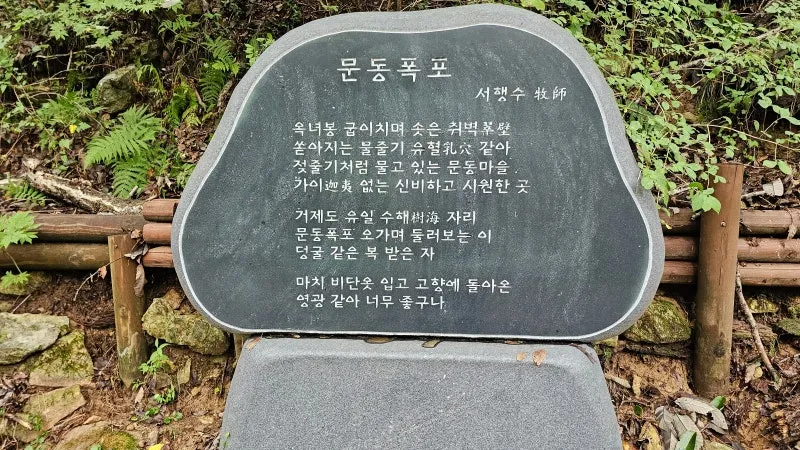 문동폭포
서행수 牧師
옥녀봉 굽이치며 솟은 취벽翠壁
쏟아지는 물줄기 유혈乳穴 같아
젖줄기처럼 물고 있는 문동마을
가이迦夷 없는 신비하고 시원한 곳
거제도 유일 수해樹海 자리
문동폭포 오가며 둘러보는 이
덩굴 같은 복 받은 자
마치 비단옷 입고 고향에 돌아온
영광 같아 너무 좋구나